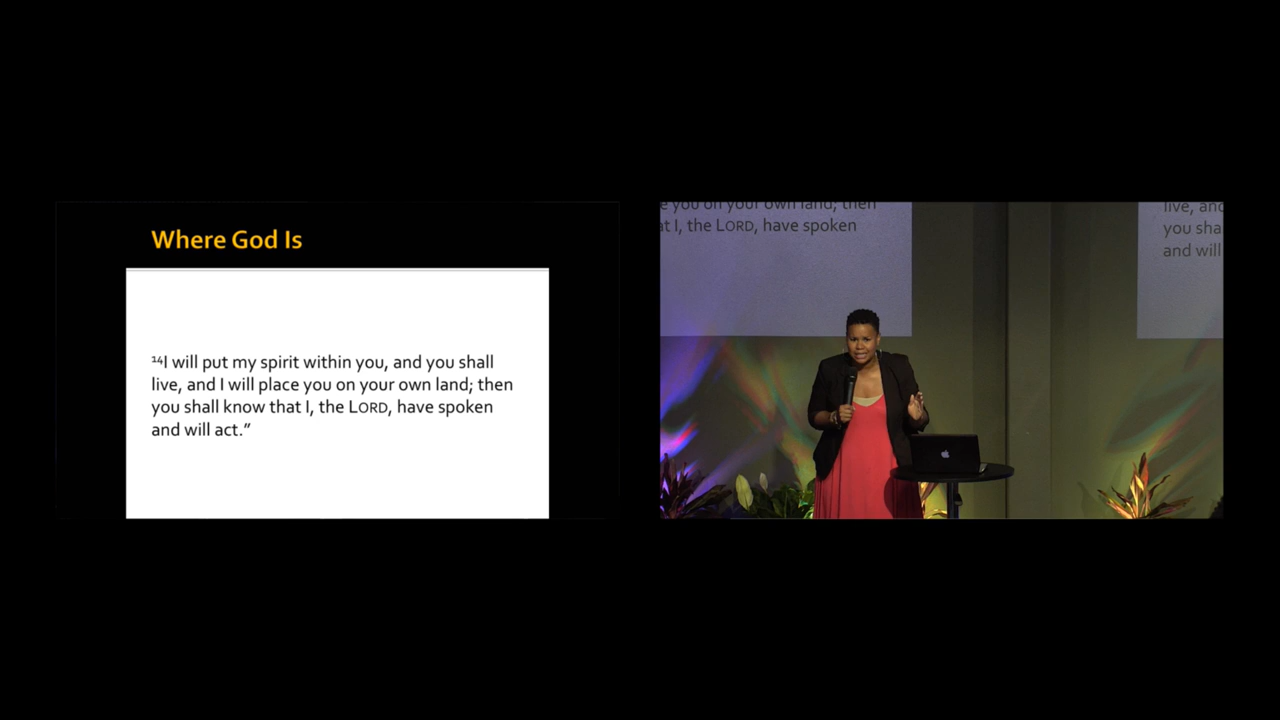 Where God Is
¹⁴I will put my spirit within you, and you shall
live, and I will place you on your own land; then
you shall know that I, the LORD, have spoken
and will act.”
you on your own land; then
I, the LORD, have spoken
live, and
you
and will